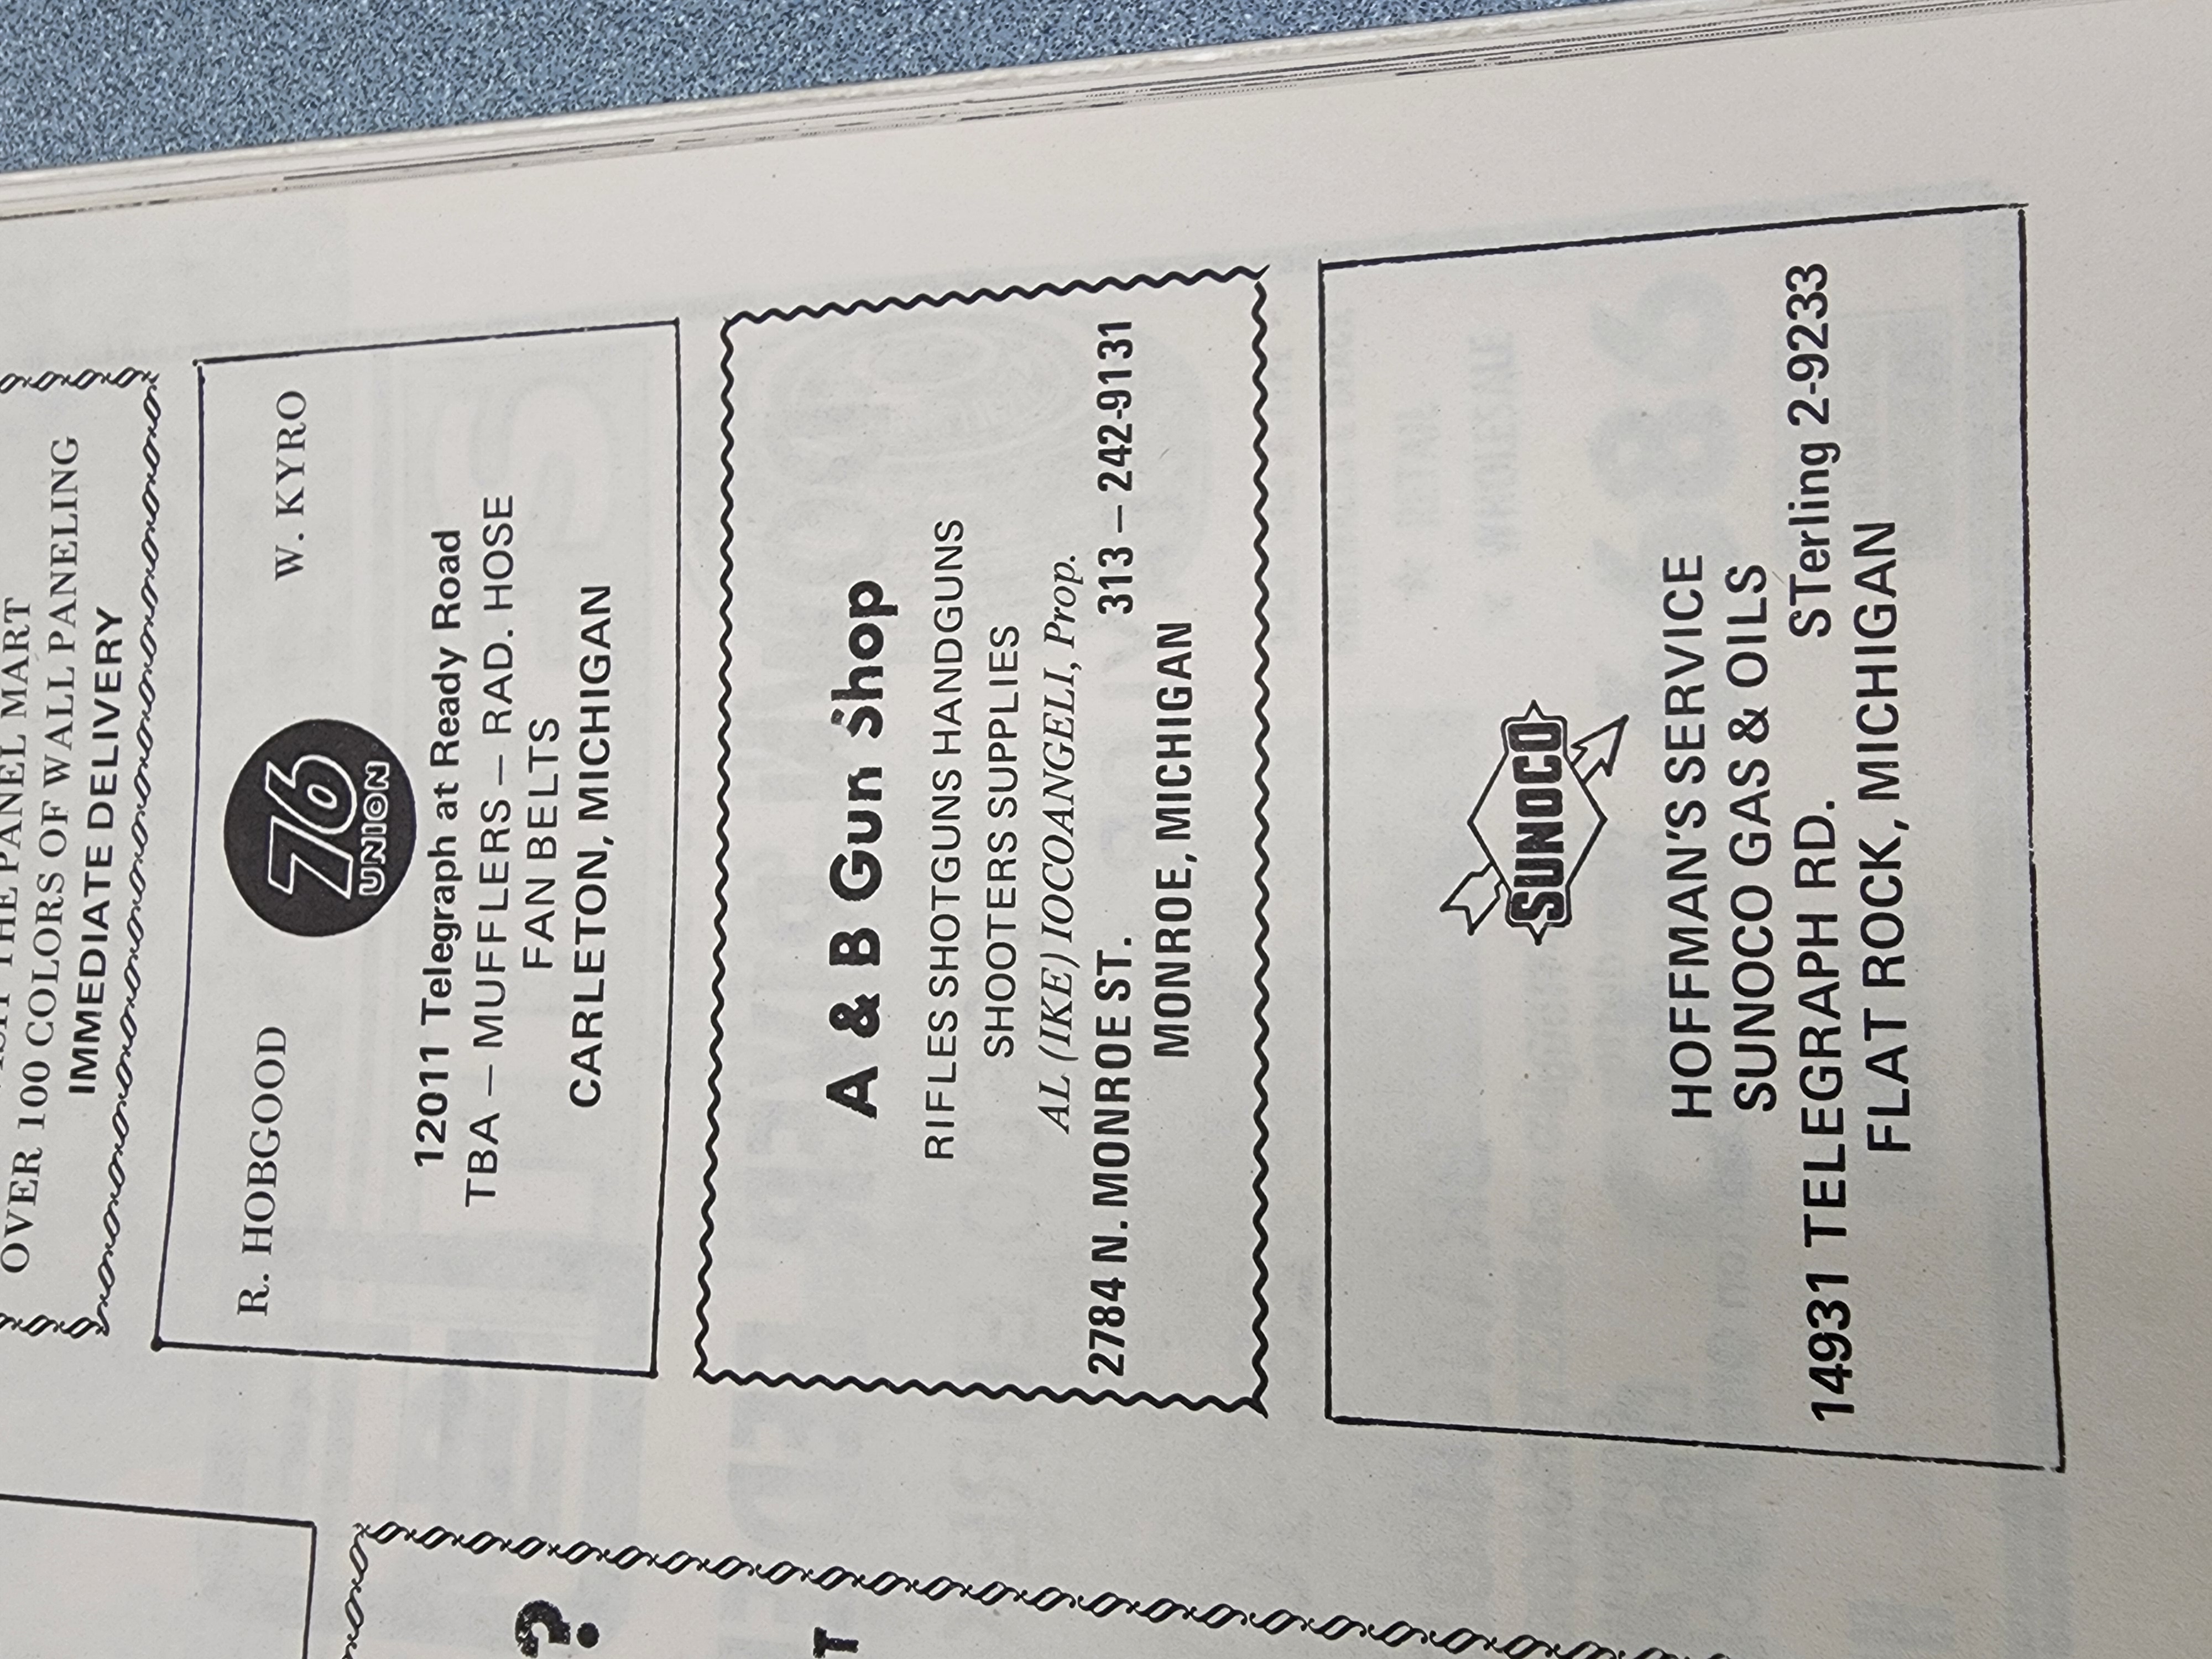 THE PANEL MART
OVER 100 COLORS OF WALL PANELING
IMMEDIATE DELIVERY
R. HOBGOOD W. KYRO
76
UNION
12011 Telegraph at Ready Road
TBA — MUFFLERS — RAD. HOSE
FAN BELTS
CARLETON, MICHIGAN
A & B Gun Shop
RIFLES SHOTGUNS HANDGUNS
SHOOTERS SUPPLIES
AL (IKE) IOCOANGELI, Prop.
2784 N. MONROE ST. 313 — 242-9131
MONROE, MICHIGAN
SUNOCO
HOFFMAN'S SERVICE
SUNOCO GAS & OILS
14931 TELEGRAPH RD. STerling 2-9233
FLAT ROCK, MICHIGAN
?
T